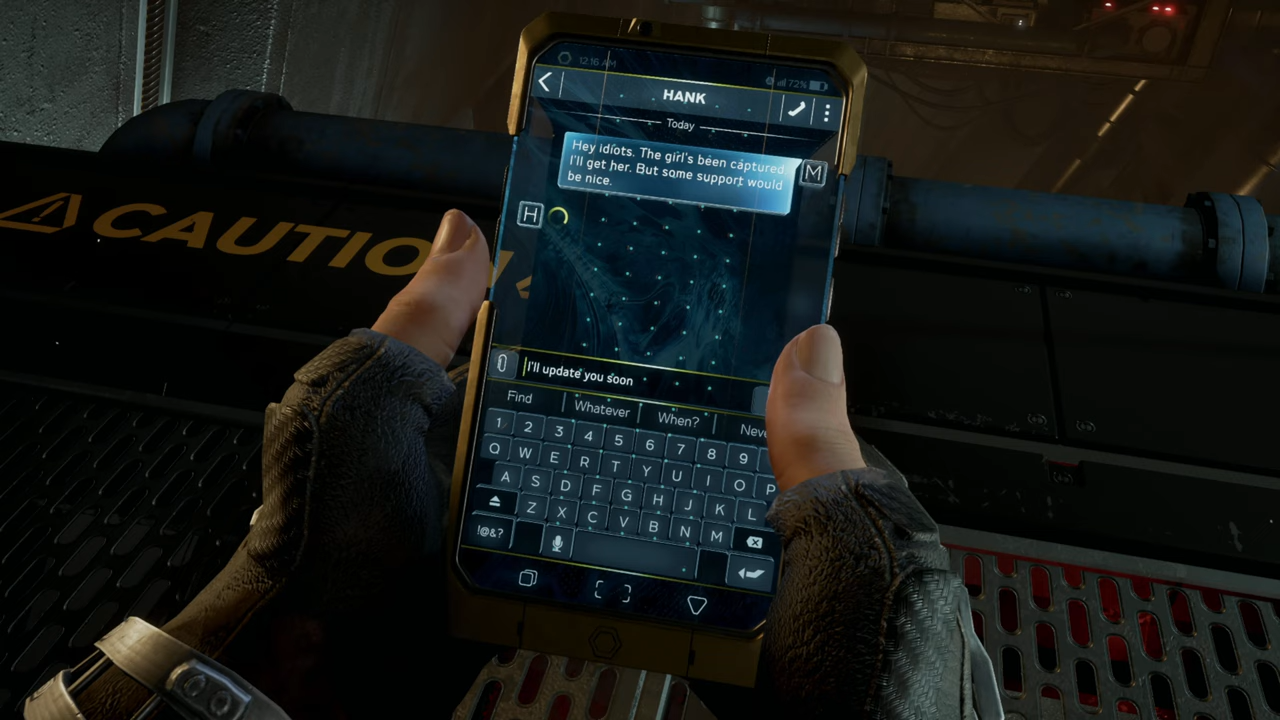 12:16 AM
72%
HANK
Today
Hey idiots. The girl's been captured.
I'll get her. But some support would
be nice.
M
H
CAUTION
I'll update you soon
Find Whatever When?
1 2 3 4 5 6 7 8 9
Q W E R T Y U I O P
A S D F G H J K L
Z X C V B N M
!@&?